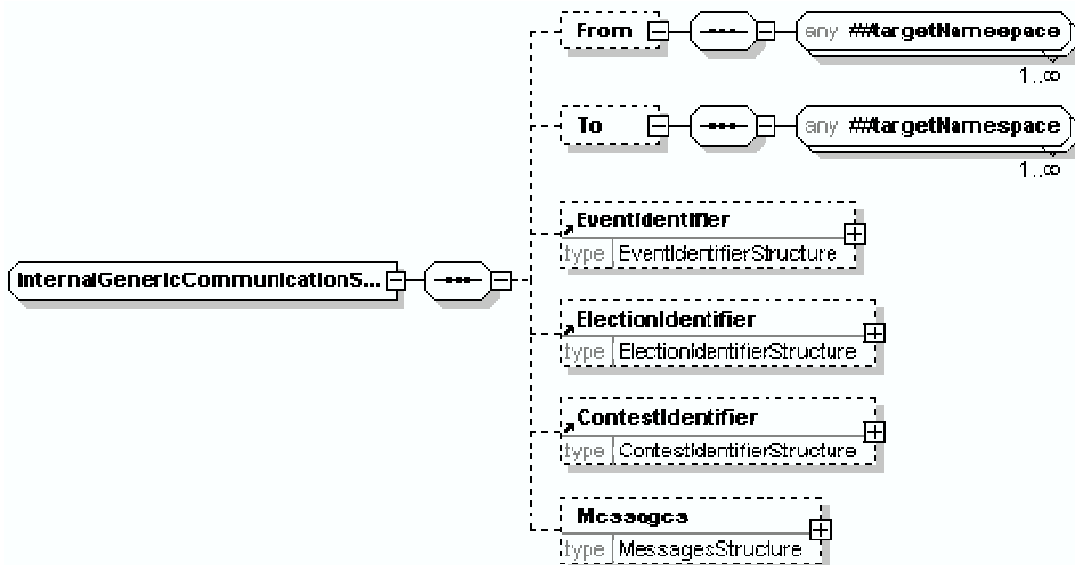 From
any ##targetNamespace
1..∞
To
any ##targetNamespace
1..∞
EventIdentifier
type EventIdentifierStructure
InternalGenericCommunicationS...
ElectionIdentifier
type ElectionIdentifierStructure
ContestIdentifier
type ContestIdentifierStructure
Messages
type MessagesStructure